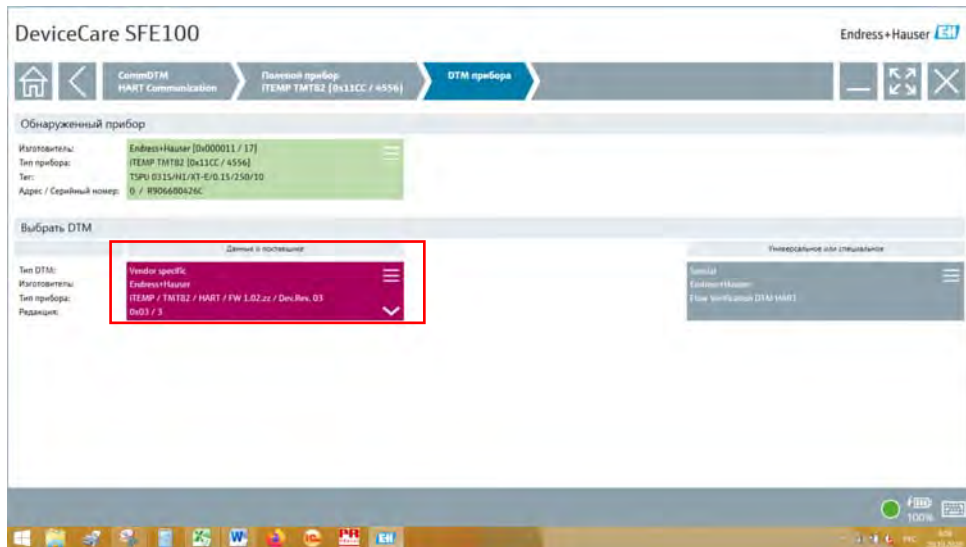 DeviceCare SFE100
Endress+Hauser EH
CommDTM
HART Communication
Полевой прибор
ITEMP TMT82 [0x11CC / 4556]
DTM прибора
Обнаруженный прибор
Изготовитель: Endress+Hauser [0x000011 / 17]
Тип прибора: ITEMP TMT82 [0x11CC / 4556]
Тег: TSPU 0315/N1/XT-E/0.15/250/10
Адрес / Серийный номер: 0 / R906600426C
Выбрать DTM
Данные о поставщике
Универсальное или специальное
Тип DTM: Vendor specific Special
Изготовитель: Endress+Hauser Endress+Hauser
Тип прибора: ITEMP / TMT82 / HART / FW 1.02.zz / Dev.Rev. 03 Flow Verification DTM HART
Редакция: 0x03 / 3
100%